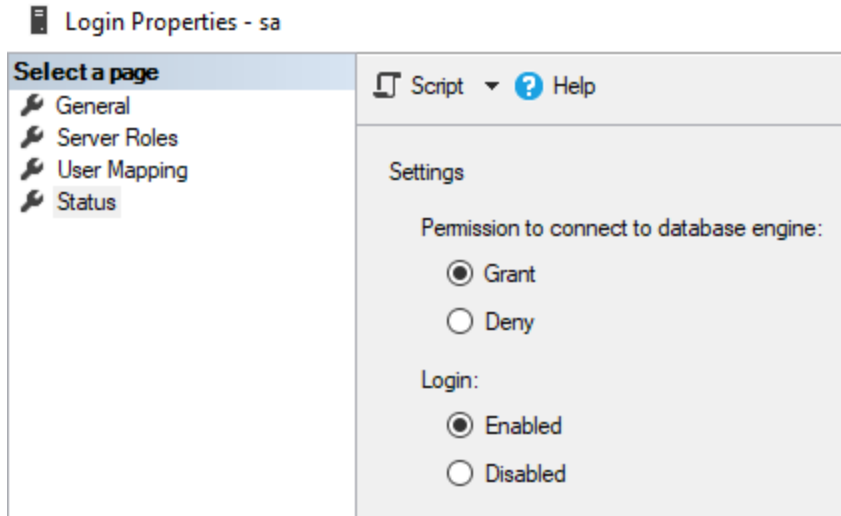 Login Properties - sa
Select a page
General
Server Roles
User Mapping
Status
Script Help
Settings
Permission to connect to database engine:
Grant
Deny
Login:
Enabled
Disabled